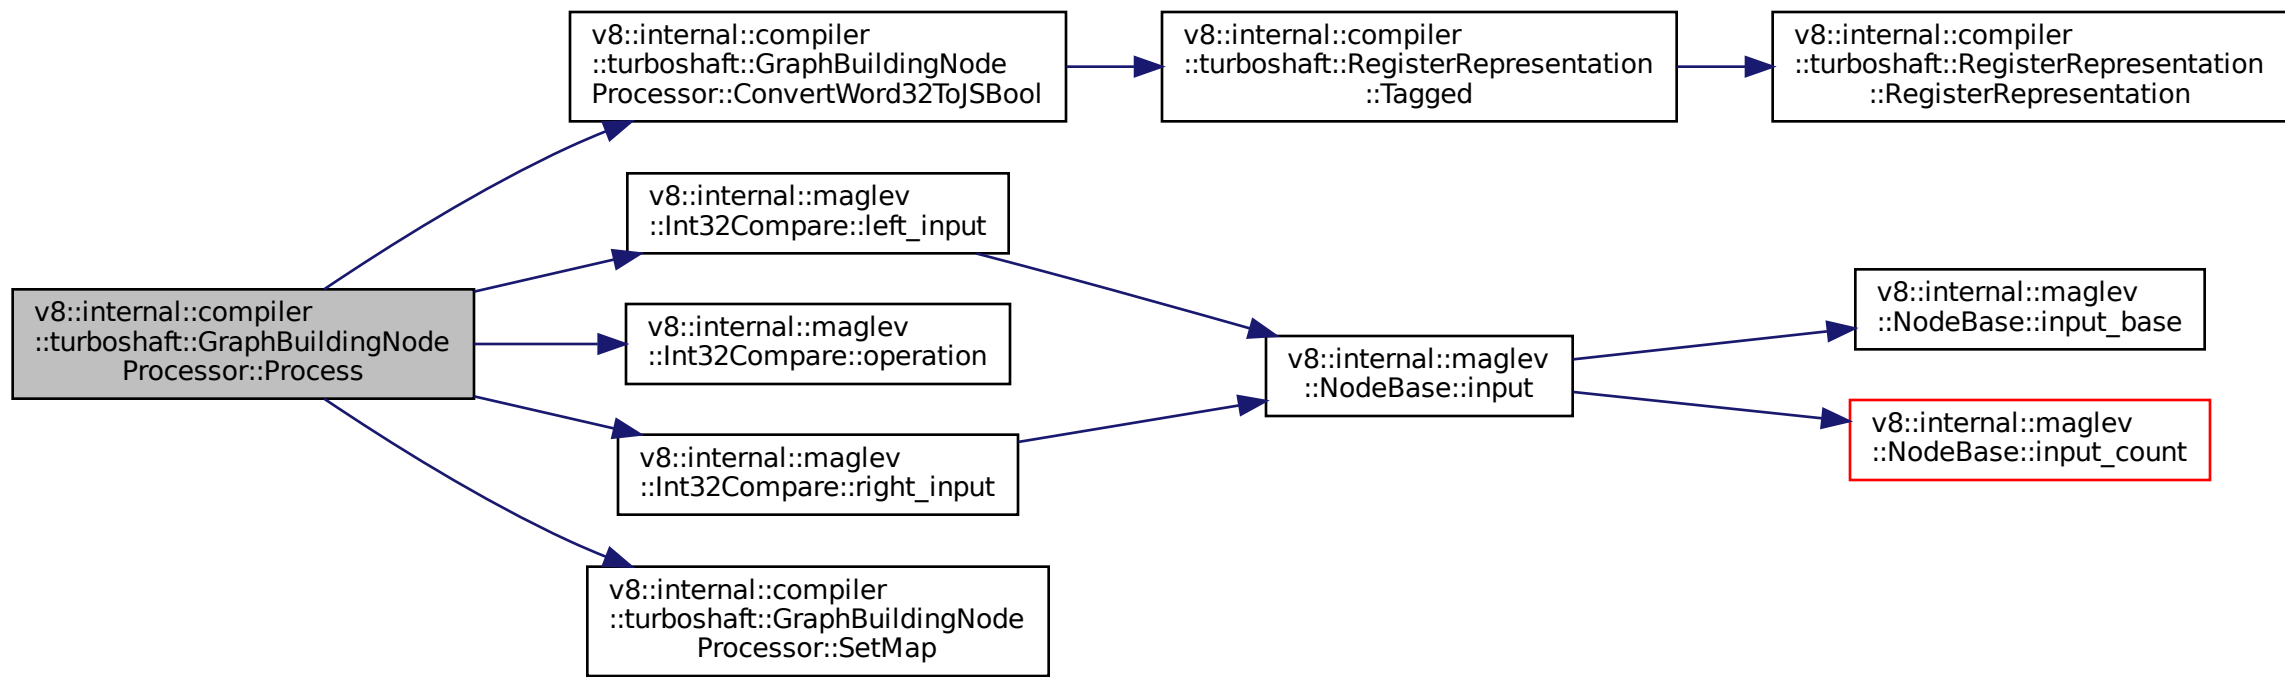 v8::internal::compiler
::turboshaft::GraphBuildingNode
Processor::Process
v8::internal::compiler
::turboshaft::GraphBuildingNode
Processor::ConvertWord32ToJSBool
v8::internal::compiler
::turboshaft::RegisterRepresentation
::Tagged
v8::internal::compiler
::turboshaft::RegisterRepresentation
::RegisterRepresentation
v8::internal::maglev
::Int32Compare::left_input
v8::internal::maglev
::NodeBase::input
v8::internal::maglev
::NodeBase::input_base
v8::internal::maglev
::NodeBase::input_count
v8::internal::maglev
::Int32Compare::operation
v8::internal::maglev
::Int32Compare::right_input
v8::internal::compiler
::turboshaft::GraphBuildingNode
Processor::SetMap